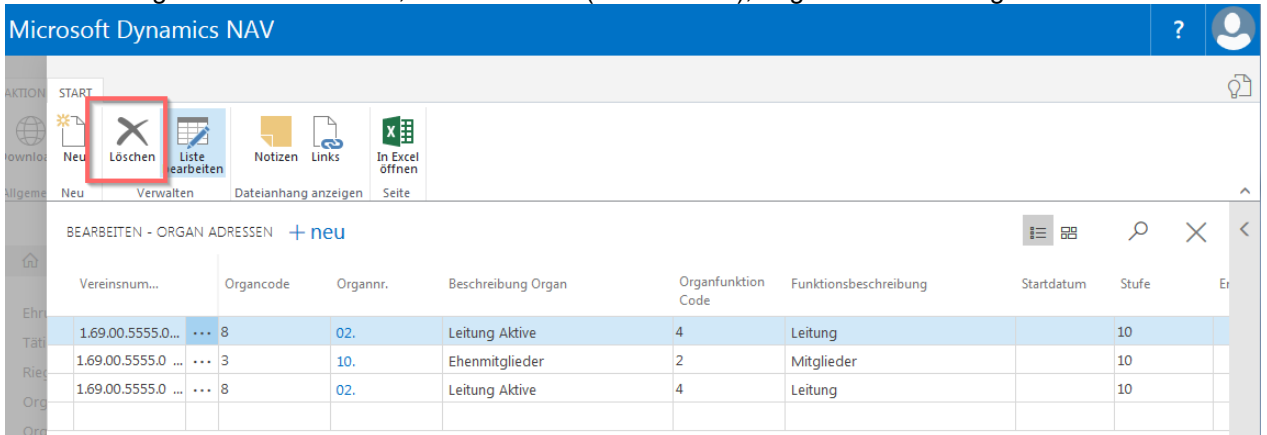 Microsoft Dynamics NAV ?
AKTION START
Neu Löschen Liste bearbeiten Notizen Links In Excel öffnen
Neu Verwalten Dateianhang anzeigen Seite
BEARBEITEN - ORGAN ADRESSEN + neu
Vereinsnum... Organcode Organnr. Beschreibung Organ Organfunktion Code Funktionsbeschreibung Startdatum Stufe
1.69.00.5555.0... ... 8 02. Leitung Aktive 4 Leitung 10
1.69.00.5555.0 ... ... 3 10. Ehenmitglieder 2 Mitglieder 10
1.69.00.5555.0 ... ... 8 02. Leitung Aktive 4 Leitung 10